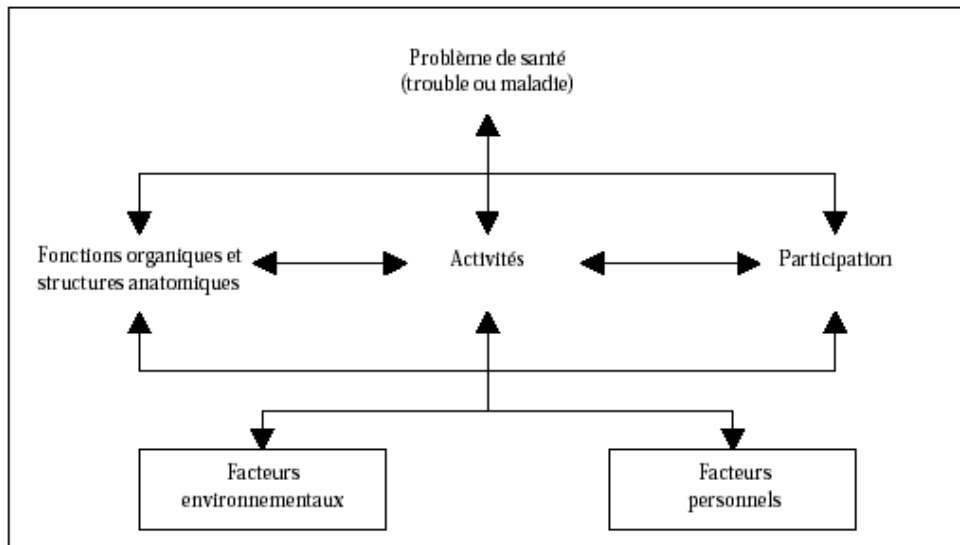 Problème de santé
(trouble ou maladie)
Fonctions organiques et
structures anatomiques
Activités
Participation
Facteurs
environnementaux
Facteurs
personnels